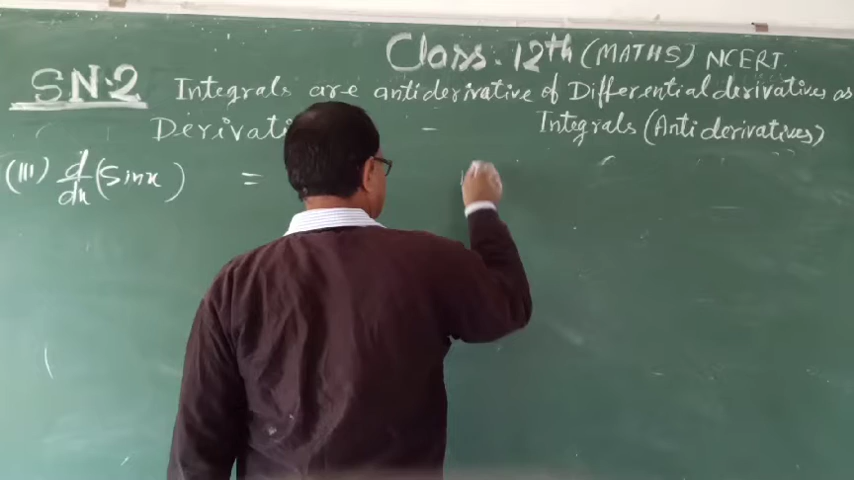 Class. 12th (MATHS) NCERT.
SN.2 Integrals are antiderivative of Differential derivatives as
Derivati - Integrals (Anti derivatives)
(III) d/dx (Sinx) =